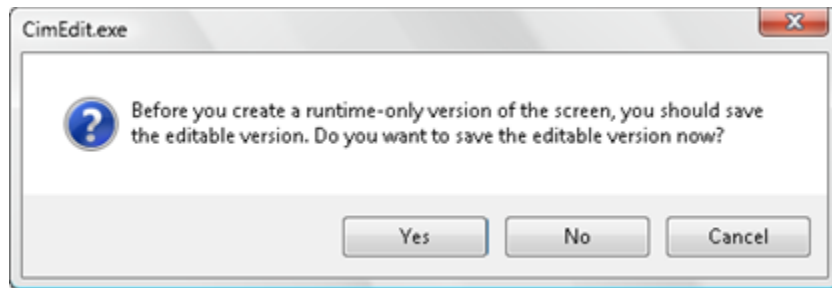 CimEdit.exe
Before you create a runtime-only version of the screen, you should save
the editable version. Do you want to save the editable version now?
Yes No Cancel